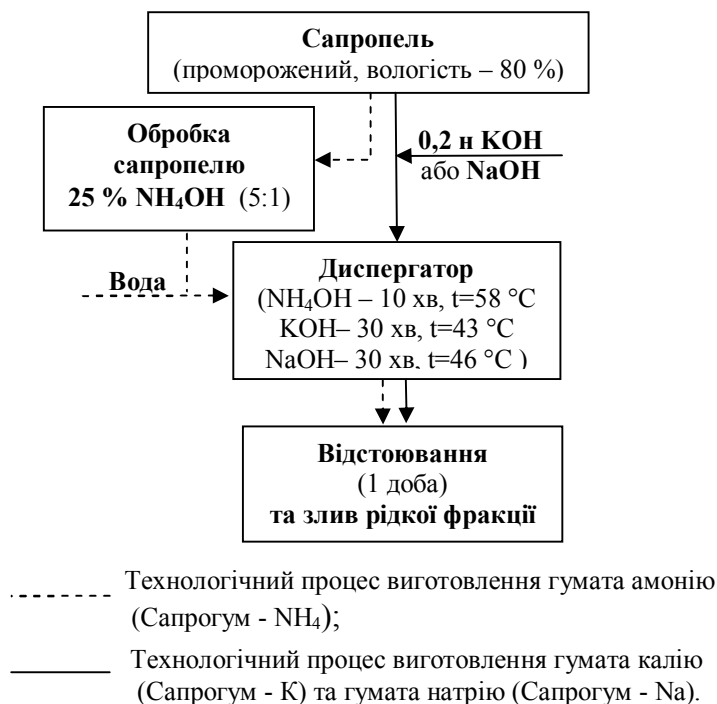 Сапропель
(проморожений, вологість – 80 %)
Обробка
сапропелю
25 % NH₄OH (5:1)
0,2 н KOH
або NaOH
Вода
Диспергатор
(NH₄OH – 10 хв, t=58 °C
KOH– 30 хв, t=43 °C
NaOH– 30 хв, t=46 °C )
Відстоювання
(1 доба)
та злив рідкої фракції
Технологічний процес виготовлення гумата амонію
(Сапрогум - NH₄);
Технологічний процес виготовлення гумата калію
(Сапрогум - К) та гумата натрію (Сапрогум - Na).